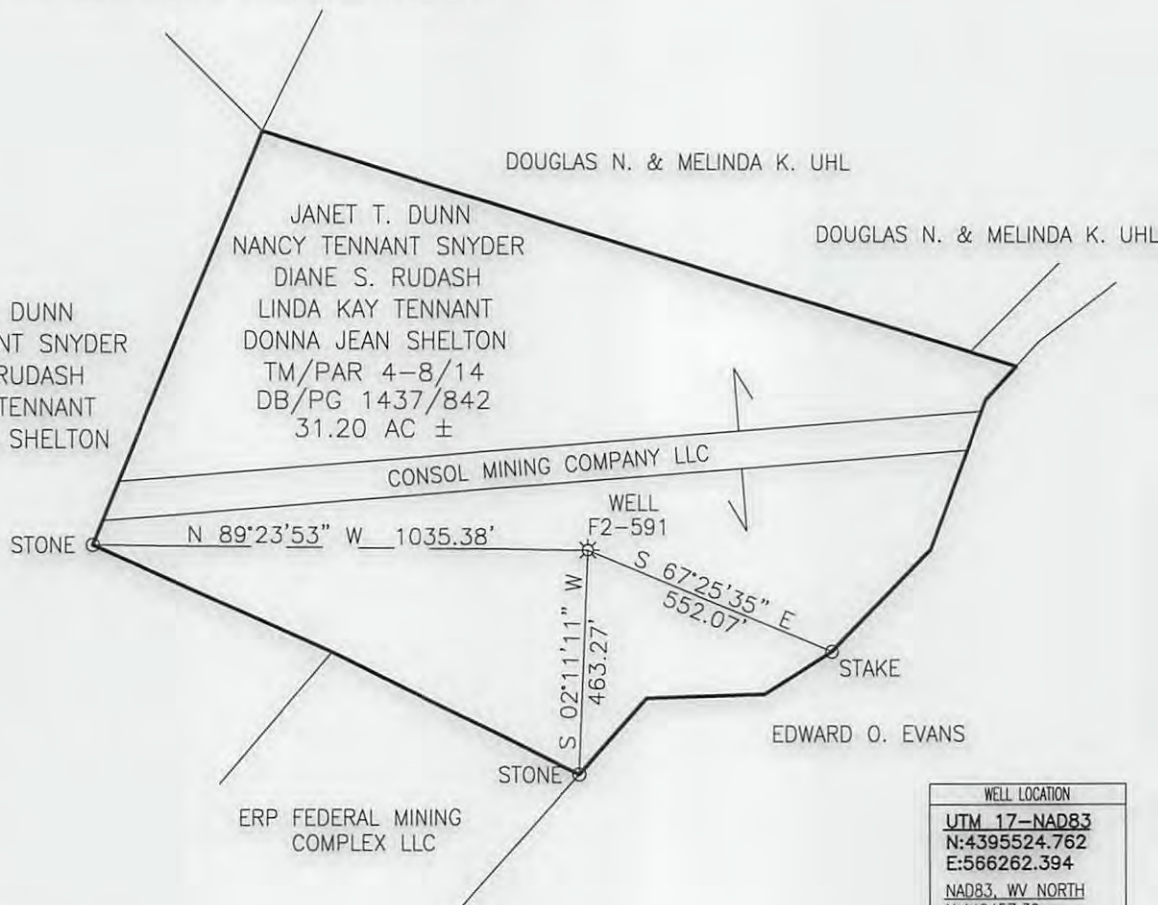 DOUGLAS N. & MELINDA K. UHL
DOUGLAS N. & MELINDA K. UHL
JANET T. DUNN
NANCY TENNANT SNYDER
DIANE S. RUDASH
LINDA KAY TENNANT
DONNA JEAN SHELTON
TM/PAR 4-8/14
DB/PG 1437/842
31.20 AC ±
DUNN
NT SNYDER
RUDASH
TENNANT
SHELTON
CONSOL MINING COMPANY LLC
WELL
F2-591
STONE
N 89°23'53" W 1035.38'
S 67°25'35" E
552.07'
S 02°11'11" W
463.27'
STAKE
EDWARD O. EVANS
STONE
ERP FEDERAL MINING
COMPLEX LLC
WELL LOCATION
UTM 17-NAD83
N:4395524.762
E:566262.394
NAD83, WV NORTH